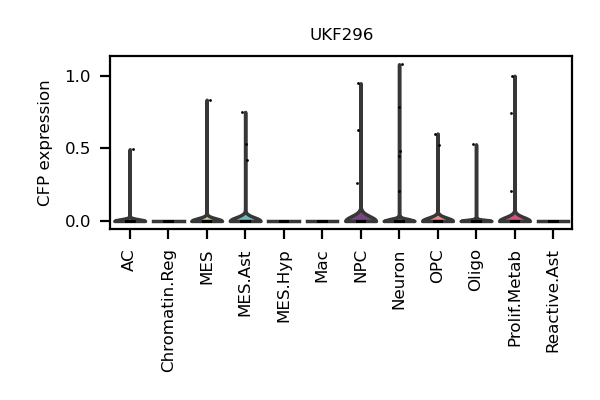 UKF296
CFP expression
1.0
0.5
0.0
AC
Chromatin.Reg
MES
MES.Ast
MES.Hyp
Mac
NPC
Neuron
OPC
Oligo
Prolif.Metab
Reactive.Ast